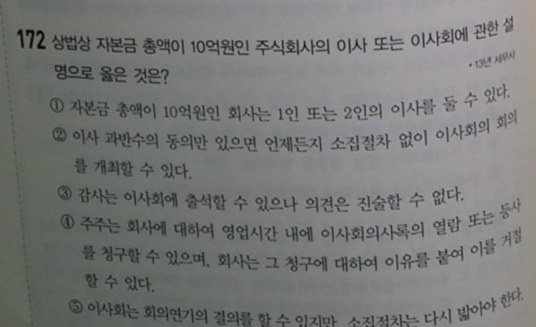 172 상법상 자본금 총액이 10억원인 주식회사의 이사 또는 이사회에 관한 설
명으로 옳은 것은?
• 13년 세무사
① 자본금 총액이 10억원인 회사는 1인 또는 2인의 이사를 둘 수 있다.
② 이사 과반수의 동의만 있으면 언제든지 소집절차 없이 이사회의 회의
를 개최할 수 있다.
③ 감사는 이사회에 출석할 수 있으나 의견은 진술할 수 없다.
④ 주주는 회사에 대하여 영업시간 내에 이사회의사록의 열람 또는 등사
를 청구할 수 있으며, 회사는 그 청구에 대하여 이유를 붙여 이를 거절
할 수 있다.
⑤ 이사회는 회의연기의 결의를 할 수 있지만, 소집절차는 다시 밟아야 한다.